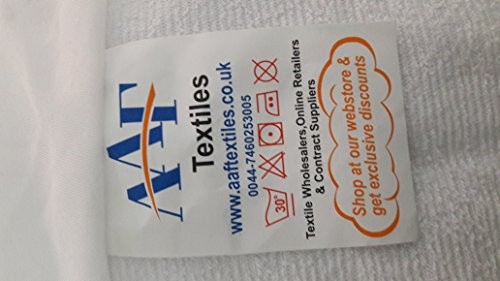 AAF
Textiles
www.aaftextiles.co.uk
0044-7460253005
30°
Textile Wholesalers,Online Retailers
& Contract Suppliers
Shop at our webstore &
get exclusive discounts